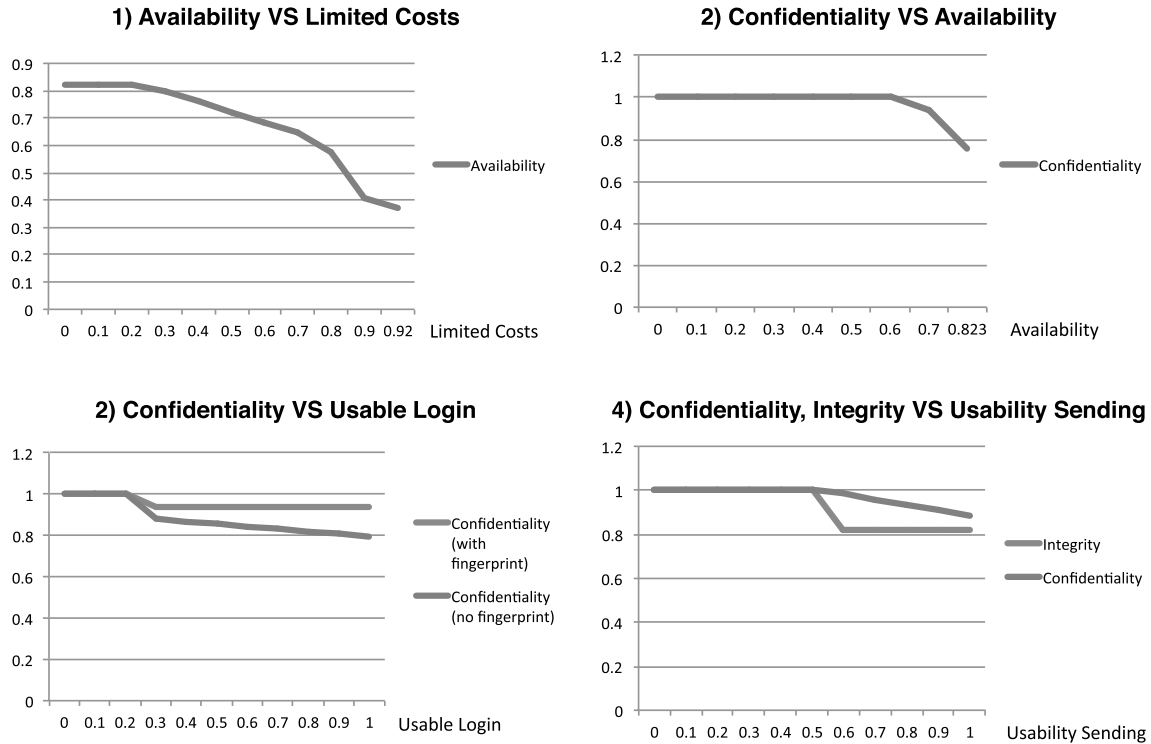 1) Availability VS Limited Costs
0.9
0.8
0.7
0.6
0.5
0.4
0.3
0.2
0.1
0
0 0.1 0.2 0.3 0.4 0.5 0.6 0.7 0.8 0.9 0.92
Limited Costs
Availability
2) Confidentiality VS Availability
1.2
1
0.8
0.6
0.4
0.2
0
0 0.1 0.2 0.3 0.4 0.5 0.6 0.7 0.823
Availability
Confidentiality
2) Confidentiality VS Usable Login
1.2
1
0.8
0.6
0.4
0.2
0
0 0.1 0.2 0.3 0.4 0.5 0.6 0.7 0.8 0.9 1
Usable Login
Confidentiality
(with
fingerprint)
Confidentiality
(no fingerprint)
4) Confidentiality, Integrity VS Usability Sending
1.2
1
0.8
0.6
0.4
0.2
0
0 0.1 0.2 0.3 0.4 0.5 0.6 0.7 0.8 0.9 1
Usability Sending
Integrity
Confidentiality